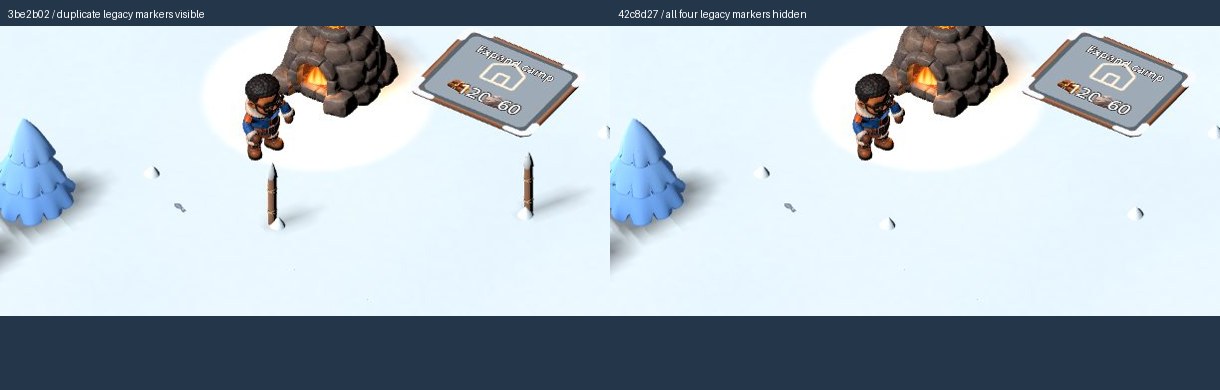 3be2b02 / duplicate legacy markers visible
42c8d27 / all four legacy markers hidden
Expand camp
120 60
Expand camp
120 60